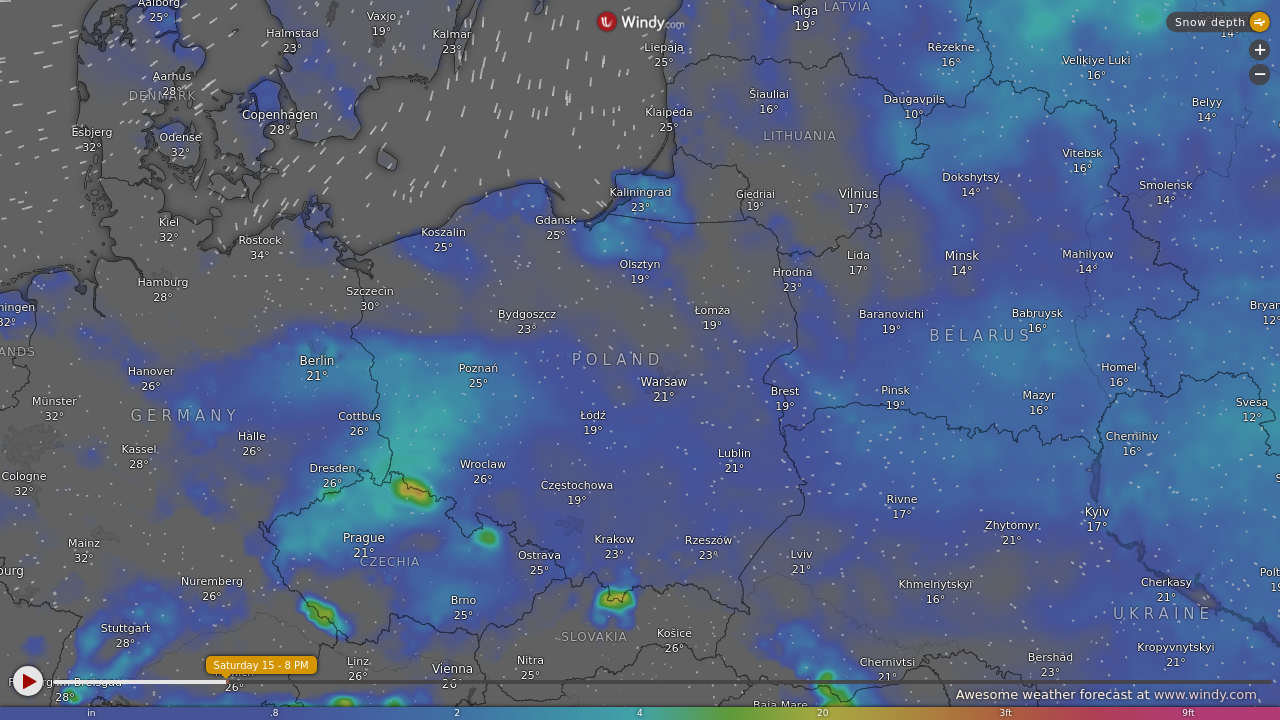 Aalborg
25°
Halmstad
23°
Vaxjo
19°
Kalmar
23°
Windy.com
Liepāja
25°
Riga
19°
LATVIA
Rēzekne
16°
Velikiye Luki
16°
14°
Snow depth
+
−
Aarhus
28°
DENMARK
Esbjerg
32°
Odense
32°
Copenhagen
28°
Klaipėda
25°
Šiauliai
16°
LITHUANIA
Daugavpils
10°
Belyy
14°
Vitebsk
16°
Dokshytsy
14°
Smolensk
14°
Kaliningrad
23°
Giedriai
19°
Vilnius
17°
Kiel
32°
Rostock
34°
Koszalin
25°
Gdansk
25°
Olsztyn
19°
Hrodna
23°
Lida
17°
Minsk
14°
Mahilyow
14°
Hamburg
28°
Szczecin
30°
Bydgoszcz
23°
Łomża
19°
Baranovichi
19°
Babruysk
16°
BELARUS
Bryan
12°
ningen
32°
ANDS
Hanover
26°
Berlin
21°
Poznań
25°
POLAND
Warsaw
21°
Brest
19°
Pinsk
19°
Mazyr
16°
Homel
16°
Svesa
12°
Münster
32°
GERMANY
Kassel
28°
Halle
26°
Cottbus
26°
Łódź
19°
Lublin
21°
Chernihiv
16°
Cologne
32°
Dresden
26°
Wroclaw
26°
Częstochowa
19°
Rivne
17°
Zhytomyr
21°
Kyiv
17°
Mainz
32°
burg
Prague
21°
CZECHIA
Ostrava
25°
Krakow
23°
Rzeszow
23°
Lviv
21°
Khmelnytskyi
16°
Cherkasy
21°
Polt
19
Nuremberg
26°
Brno
25°
SLOVAKIA
Košice
26°
UKRAINE
Stuttgart
28°
Linz
26°
Vienna
26°
Nitra
25°
Chernivtsi
21°
Bershad
23°
Kropyvnytskyi
21°
Saturday 15 - 8 PM
28°
26°
Baia Mare
Awesome weather forecast at www.windy.com
in .8 2 4 20 3ft 9ft